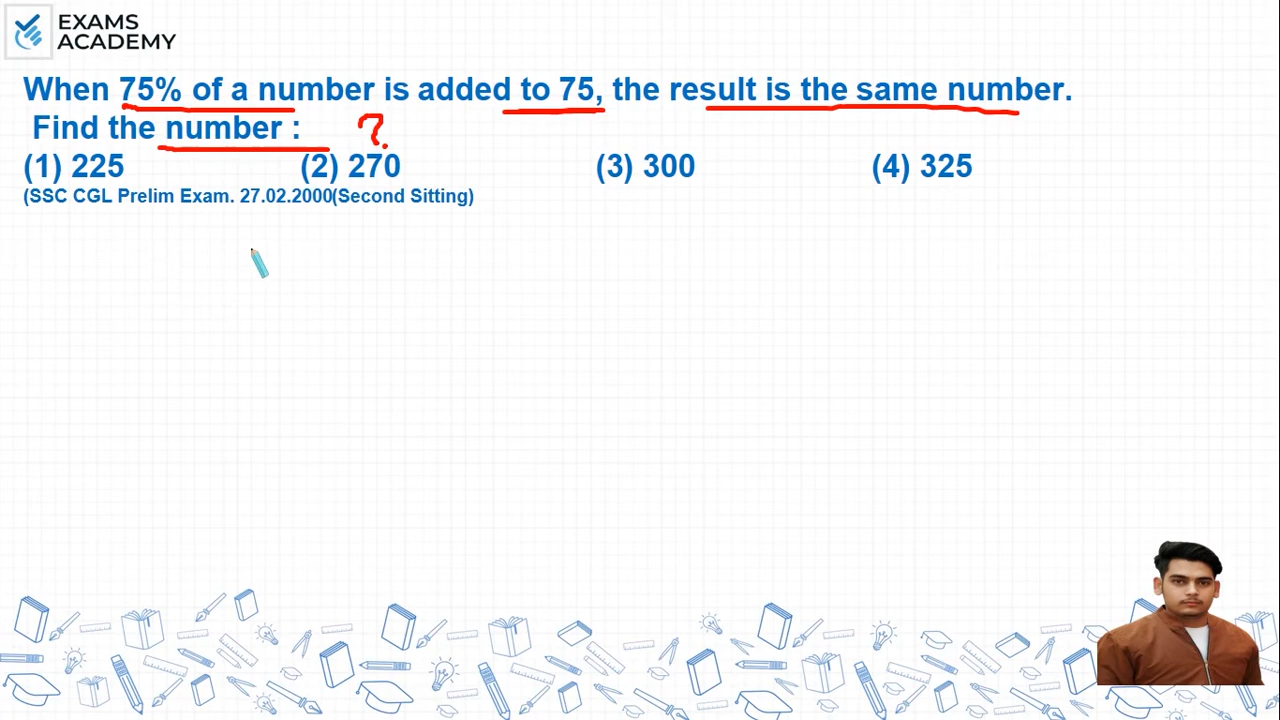 EXAMS
ACADEMY
When 75% of a number is added to 75, the result is the same number.
Find the number : ?
(1) 225 (2) 270 (3) 300 (4) 325
(SSC CGL Prelim Exam. 27.02.2000(Second Sitting)